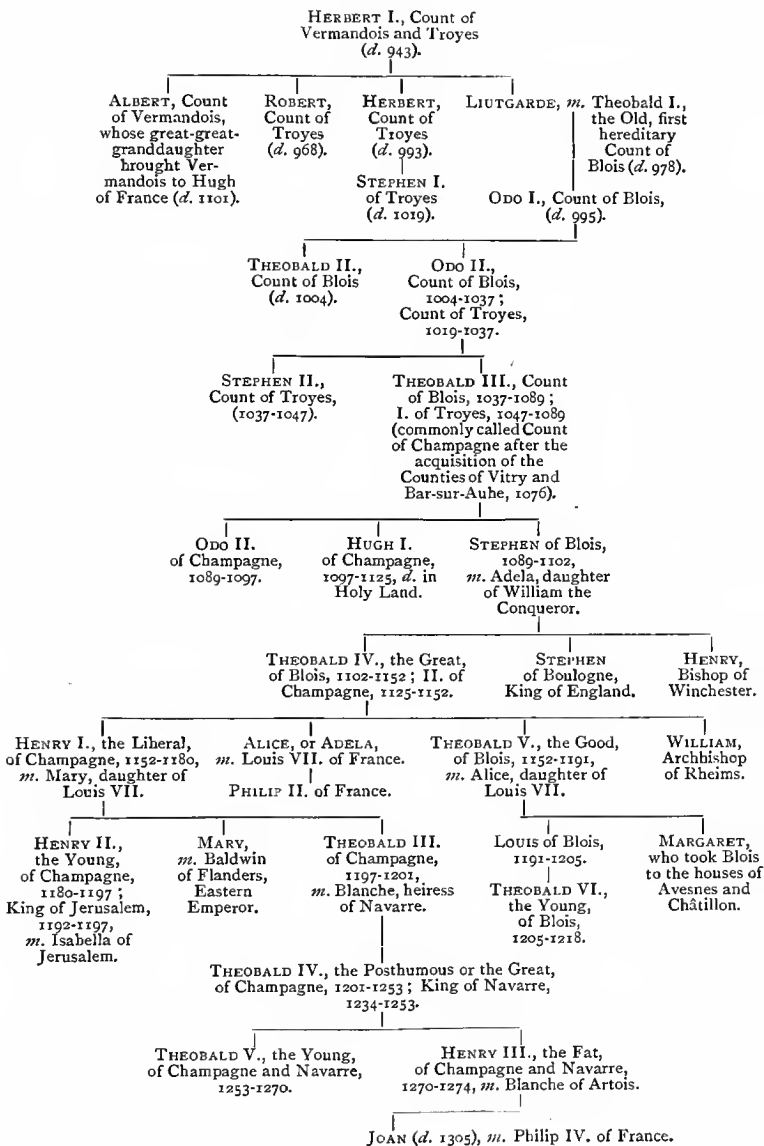 HERBERT I., Count of
Vermandois and Troyes
(d. 943).
ALBERT, Count
of Vermandois,
whose great-great-
granddaughter
brought Ver-
mandois to Hugh
of France (d. 1101).
ROBERT,
Count of
Troyes
(d. 968).
HERBERT,
Count of
Troyes
(d. 993).
STEPHEN I.
of Troyes
(d. 1019).
LIUTGARDE, m. Theobald I.,
the Old, first
hereditary
Count of
Blois (d. 978).
ODO I., Count of Blois,
(d. 995).
THEOBALD II.,
Count of Blois
(d. 1004).
ODO II.,
Count of Blois,
1004-1037;
Count of Troyes,
1019-1037.
STEPHEN II.,
Count of Troyes,
(1037-1047).
THEOBALD III., Count
of Blois, 1037-1089;
I. of Troyes, 1047-1089
(commonly called Count
of Champagne after the
acquisition of the
Counties of Vitry and
Bar-sur-Auhe, 1076).
ODO II.
of Champagne,
1089-1097.
HUGH I.
of Champagne,
1097-1125, d. in
Holy Land.
STEPHEN of Blois,
1089-1102,
m. Adela, daughter
of William the
Conqueror.
THEOBALD IV., the Great,
of Blois, 1102-1152; II. of
Champagne, 1125-1152.
STEPHEN
of Boulogne,
King of England.
HENRY,
Bishop of
Winchester.
HENRY I., the Liberal,
of Champagne, 1152-1180,
m. Mary, daughter of
Louis VII.
ALICE, or ADELA,
m. Louis VII. of France.
PHILIP II. of France.
THEOBALD V., the Good,
of Blois, 1152-1191,
m. Alice, daughter of
Louis VII.
WILLIAM,
Archbishop
of Rheims.
HENRY II.,
the Young,
of Champagne,
1180-1197;
King of Jerusalem,
1192-1197,
m. Isabella of
Jerusalem.
MARY,
m. Baldwin
of Flanders,
Eastern
Emperor.
THEOBALD III.
of Champagne,
1197-1201,
m. Blanche, heiress
of Navarre.
LOUIS of Blois,
1191-1205.
THEOBALD VI.,
the Young,
of Blois,
1205-1218.
MARGARET,
who took Blois
to the houses of
Avesnes and
Châtillon.
THEOBALD IV., the Posthumous or the Great,
of Champagne, 1201-1253; King of Navarre,
1234-1253.
THEOBALD V., the Young,
of Champagne and Navarre,
1253-1270.
HENRY III., the Fat,
of Champagne and Navarre,
1270-1274, m. Blanche of Artois.
JOAN (d. 1305), m. Philip IV. of France.